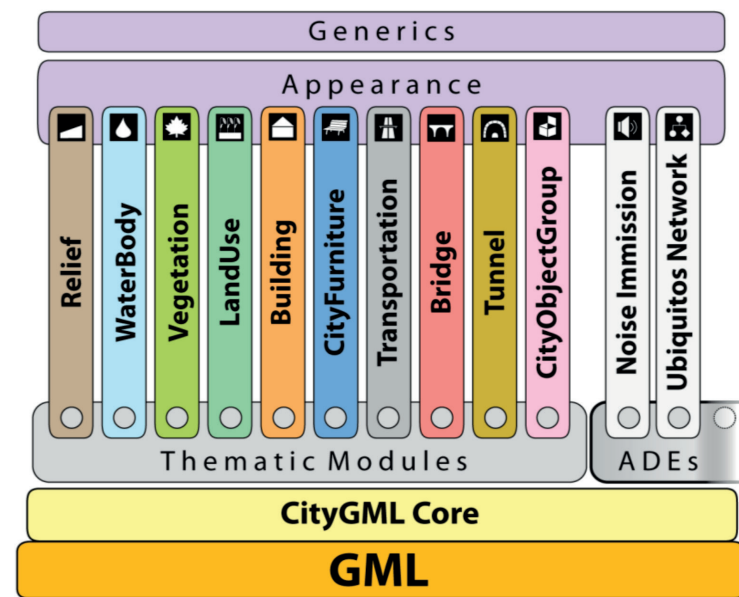 Generics
Appearance
Relief
WaterBody
Vegetation
LandUse
Building
CityFurniture
Transportation
Bridge
Tunnel
CityObjectGroup
Noise Immission
Ubiquitos Network
Thematic Modules
ADEs
CityGML Core
GML